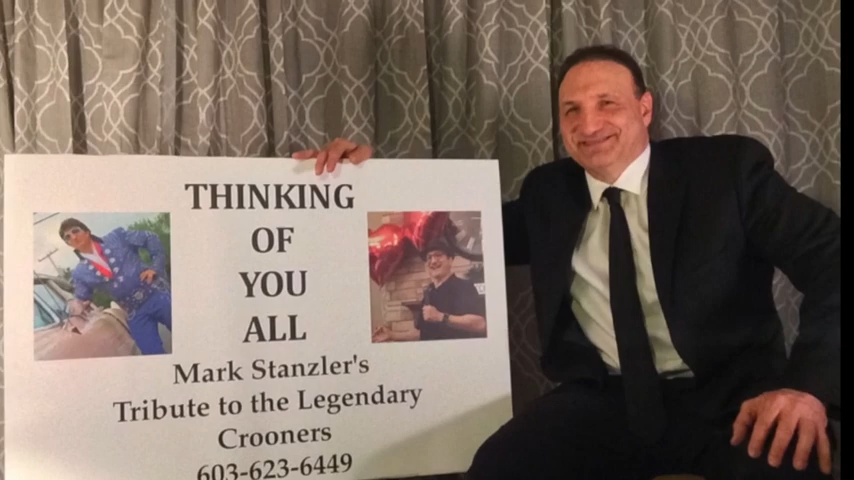 THINKING
OF
YOU
ALL
Mark Stanzler's
Tribute to the Legendary
Crooners
603-623-6449